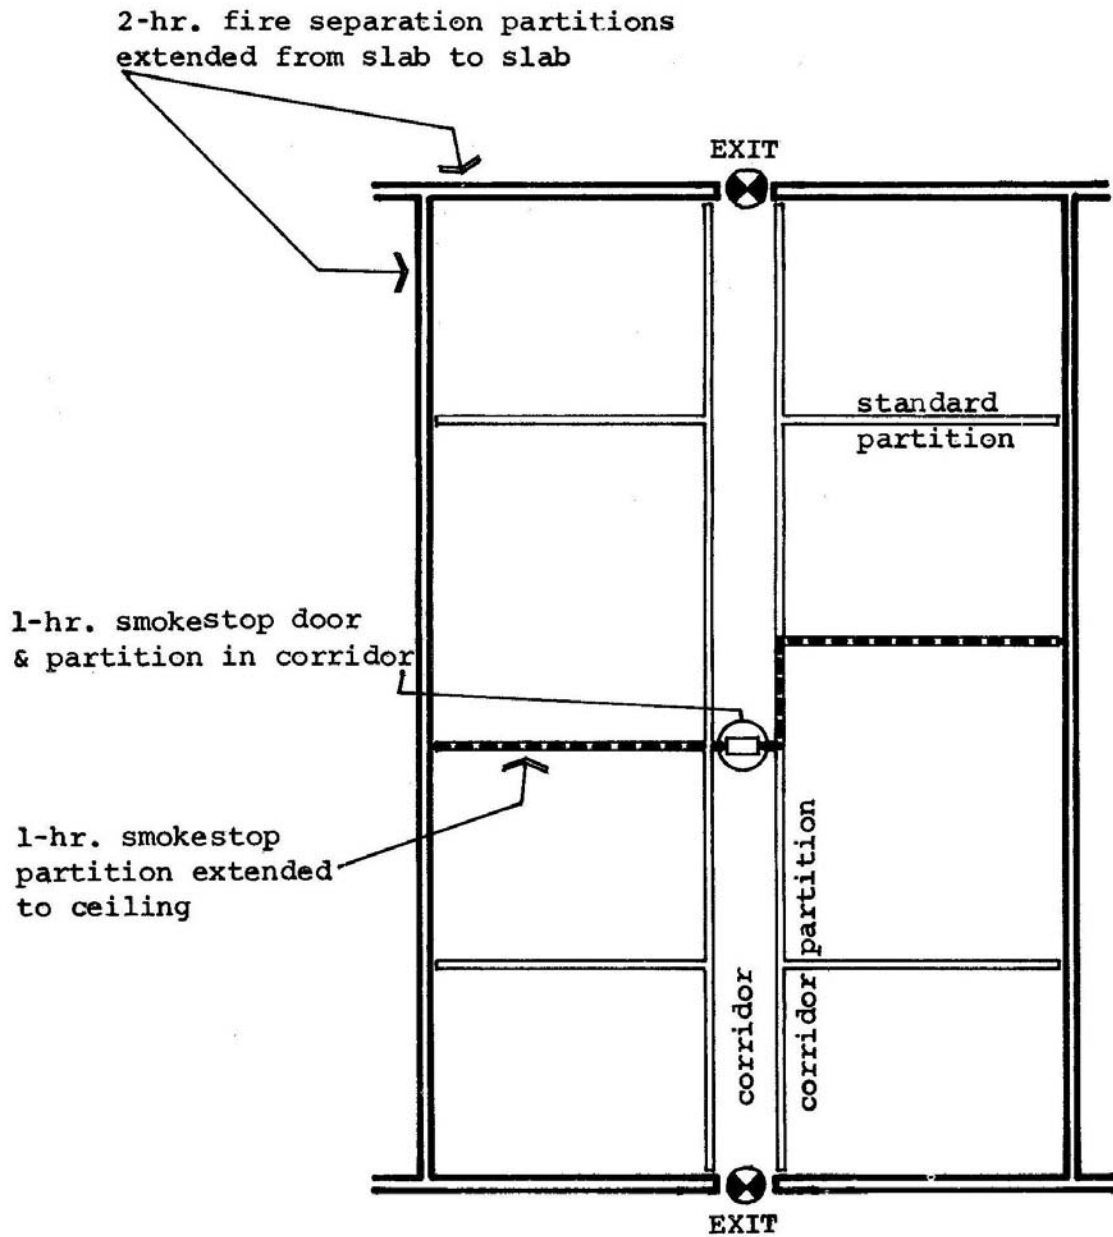 2-hr. fire separation partitions
extended from slab to slab
EXIT
standard
partition
1-hr. smokestop door
& partition in corridor
1-hr. smokestop
partition extended
to ceiling
corridor
corridor partition
EXIT